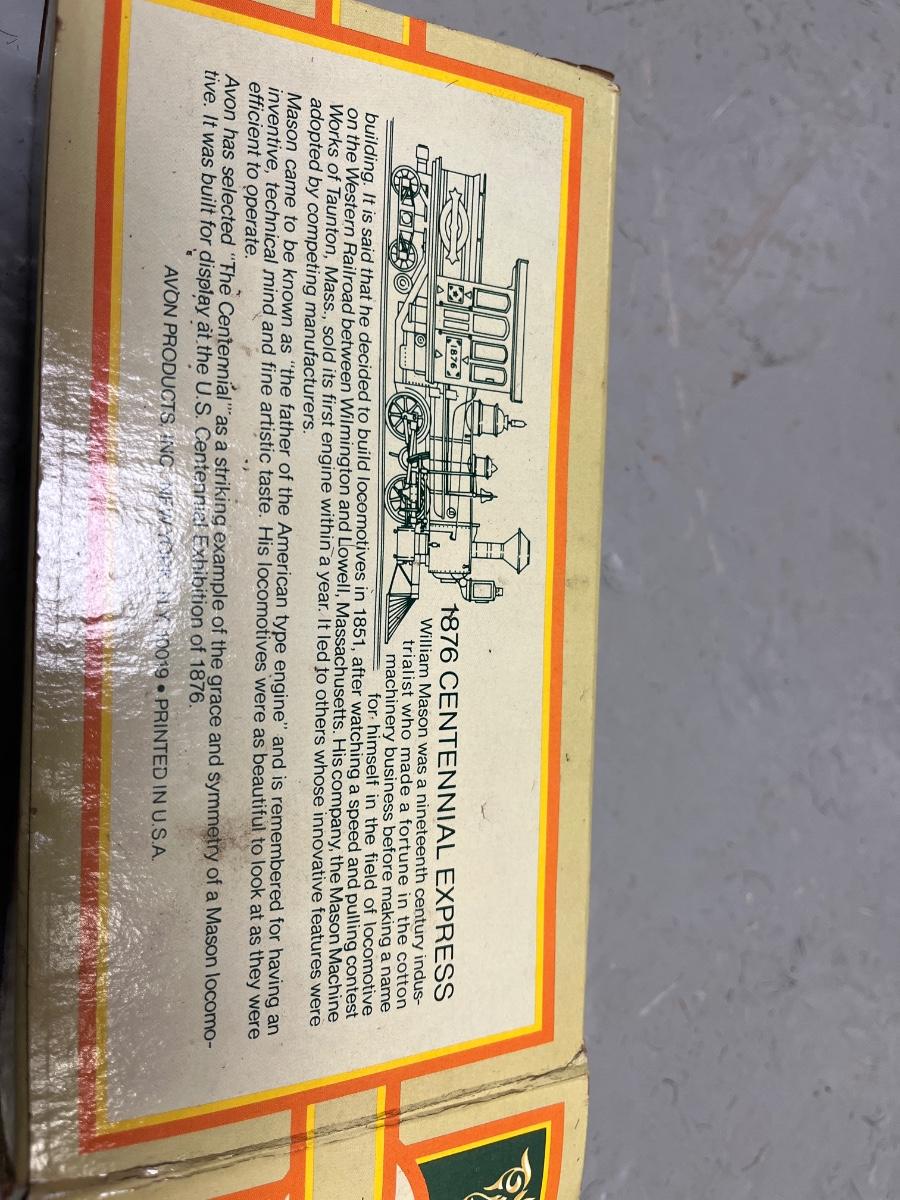 1876 CENTENNIAL EXPRESS
William Mason was a nineteenth century indus-
trialist who made a fortune in the cotton
machinery business before making a name
for himself in the field of locomotive
building. It is said that he decided to build locomotives in 1851, after watching a speed and pulling contest
on the Western Railroad between Wilmington and Lowell, Massachusetts. His company, the Mason Machine
Works of Taunton, Mass., sold its first engine within a year. It led to others whose innovative features were
adopted by competing manufacturers.
Mason came to be known as "the father of the American type engine" and is remembered for having an
inventive, technical mind and fine artistic taste. His locomotives were as beautiful to look at as they were
efficient to operate.
Avon has selected "The Centennial" as a striking example of the grace and symmetry of a Mason locomo-
tive. It was built for display at the U.S. Centennial Exhibition of 1876.
AVON PRODUCTS, INC. NEW YORK, N.Y. 10019 • PRINTED IN U.S.A.
1876